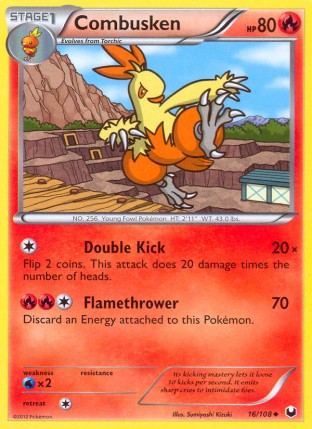 STAGE1 Combusken HP80
Evolves from Torchic
NO. 256 Young Fowl Pokémon HT: 2'11" WT: 43.0 lbs.
Double Kick 20×
Flip 2 coins. This attack does 20 damage times
the number of heads.
Flamethrower 70
Discard an Energy attached to this Pokémon.
weakness resistance
×2
retreat
Its kicking mastery lets it loose
10 kicks per second. It emits
sharp cries to intimidate foes.
©2012 Pokémon
Illus. Sumiyoshi Kizuki 16/108